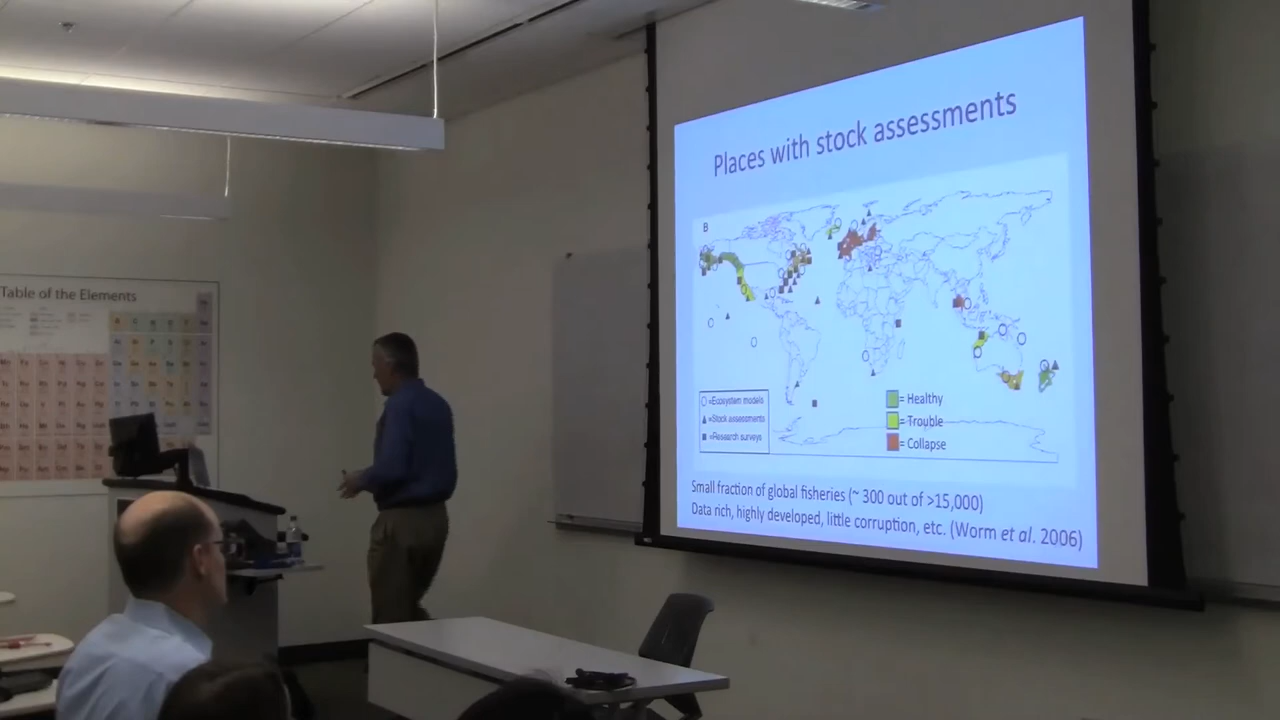 Table of the Elements
Places with stock assessments
B
=Ecosystem models
=Stock assessments
=Research surveys
= Healthy
= Trouble
= Collapse
Small fraction of global fisheries (~ 300 out of >15,000)
Data rich, highly developed, little corruption, etc. (Worm et al. 2006)